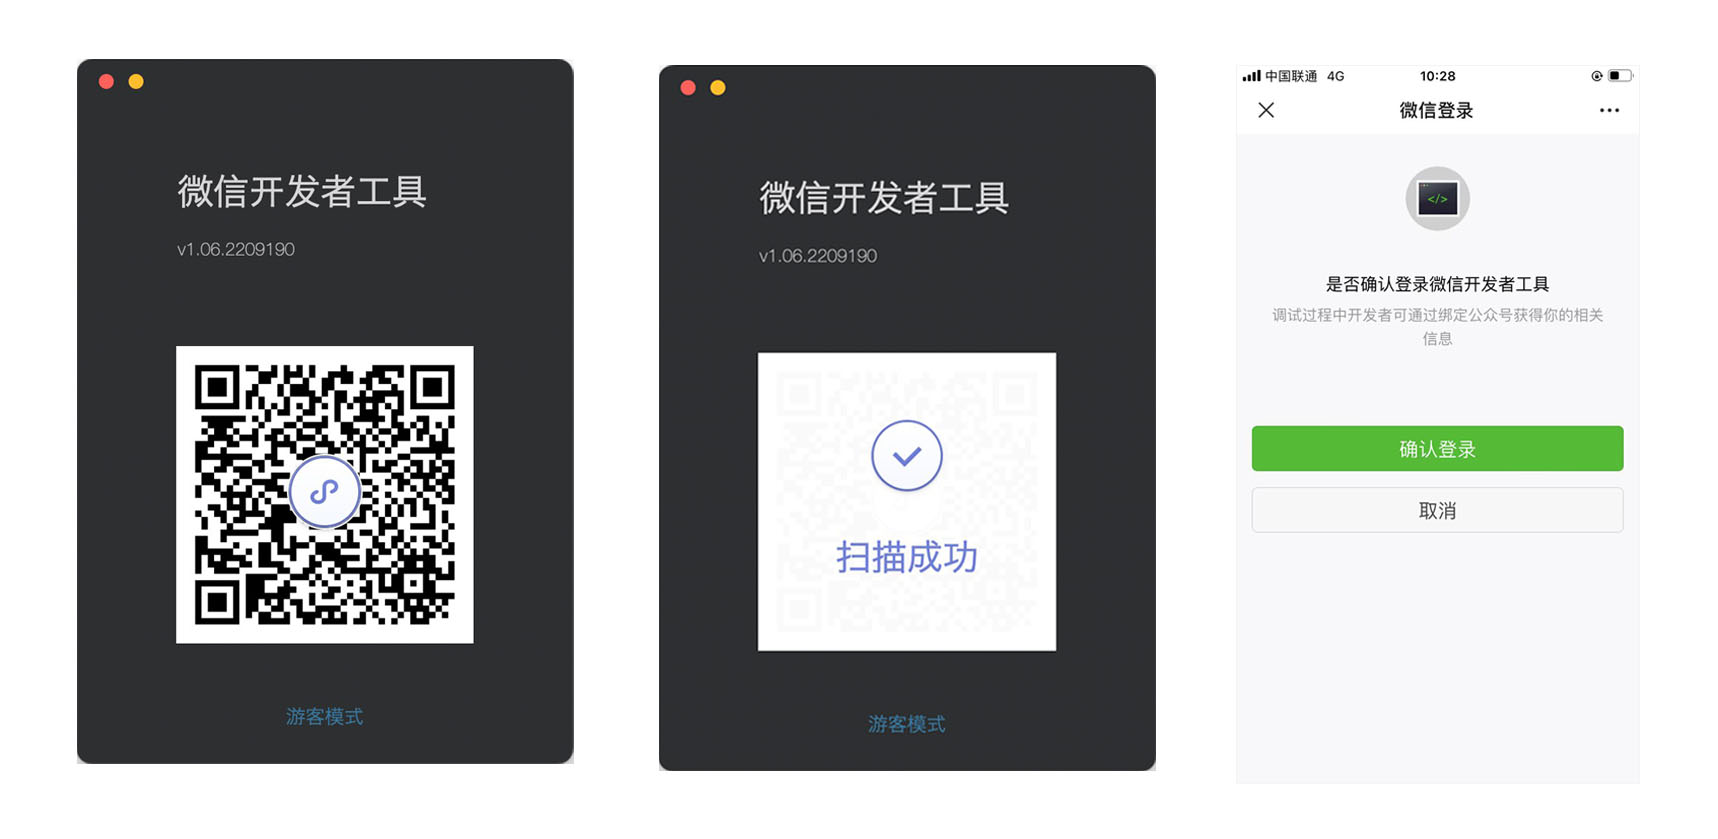 微信开发者工具
v1.06.2209190
游客模式
微信开发者工具
v1.06.2209190
扫描成功
游客模式
中国联通 4G 10:28
微信登录
</>
是否确认登录微信开发者工具
调试过程中开发者可通过绑定公众号获得你的相关
信息
确认登录
取消